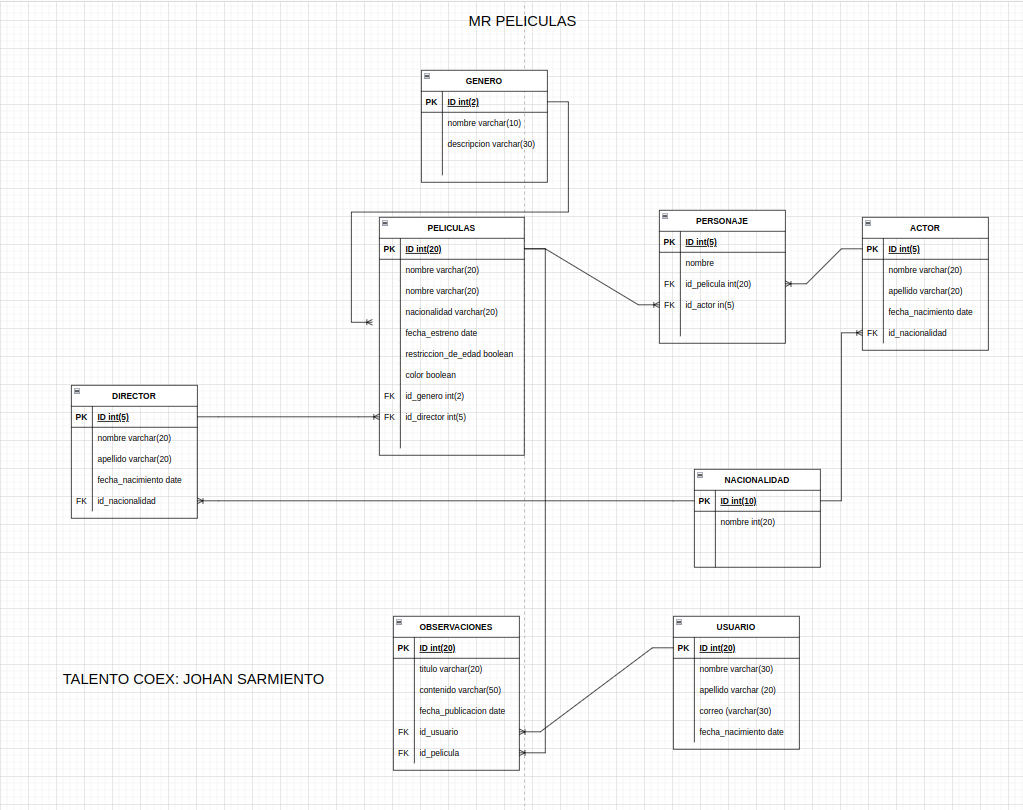 MR PELICULAS
GENERO
PK ID int(2)
nombre varchar(10)
descripcion varchar(30)
PELICULAS
PK ID int(20)
nombre varchar(20)
nombre varchar(20)
nacionalidad varchar(20)
fecha_estreno date
restriccion_de_edad boolean
color boolean
FK id_genero int(2)
FK id_director int(5)
PERSONAJE
PK ID int(5)
nombre
FK id_pelicula int(20)
FK id_actor in(5)
ACTOR
PK ID int(5)
nombre varchar(20)
apellido varchar(20)
fecha_nacimiento date
FK id_nacionalidad
DIRECTOR
PK ID int(5)
nombre varchar(20)
apellido varchar(20)
fecha_nacimiento date
FK id_nacionalidad
NACIONALIDAD
PK ID int(10)
nombre int(20)
OBSERVACIONES
PK ID int(20)
titulo varchar(20)
contenido varchar(50)
fecha_publicacion date
FK id_usuario
FK id_pelicula
USUARIO
PK ID int(20)
nombre varchar(30)
apellido varchar (20)
correo (varchar(30)
fecha_nacimiento date
TALENTO COEX: JOHAN SARMIENTO